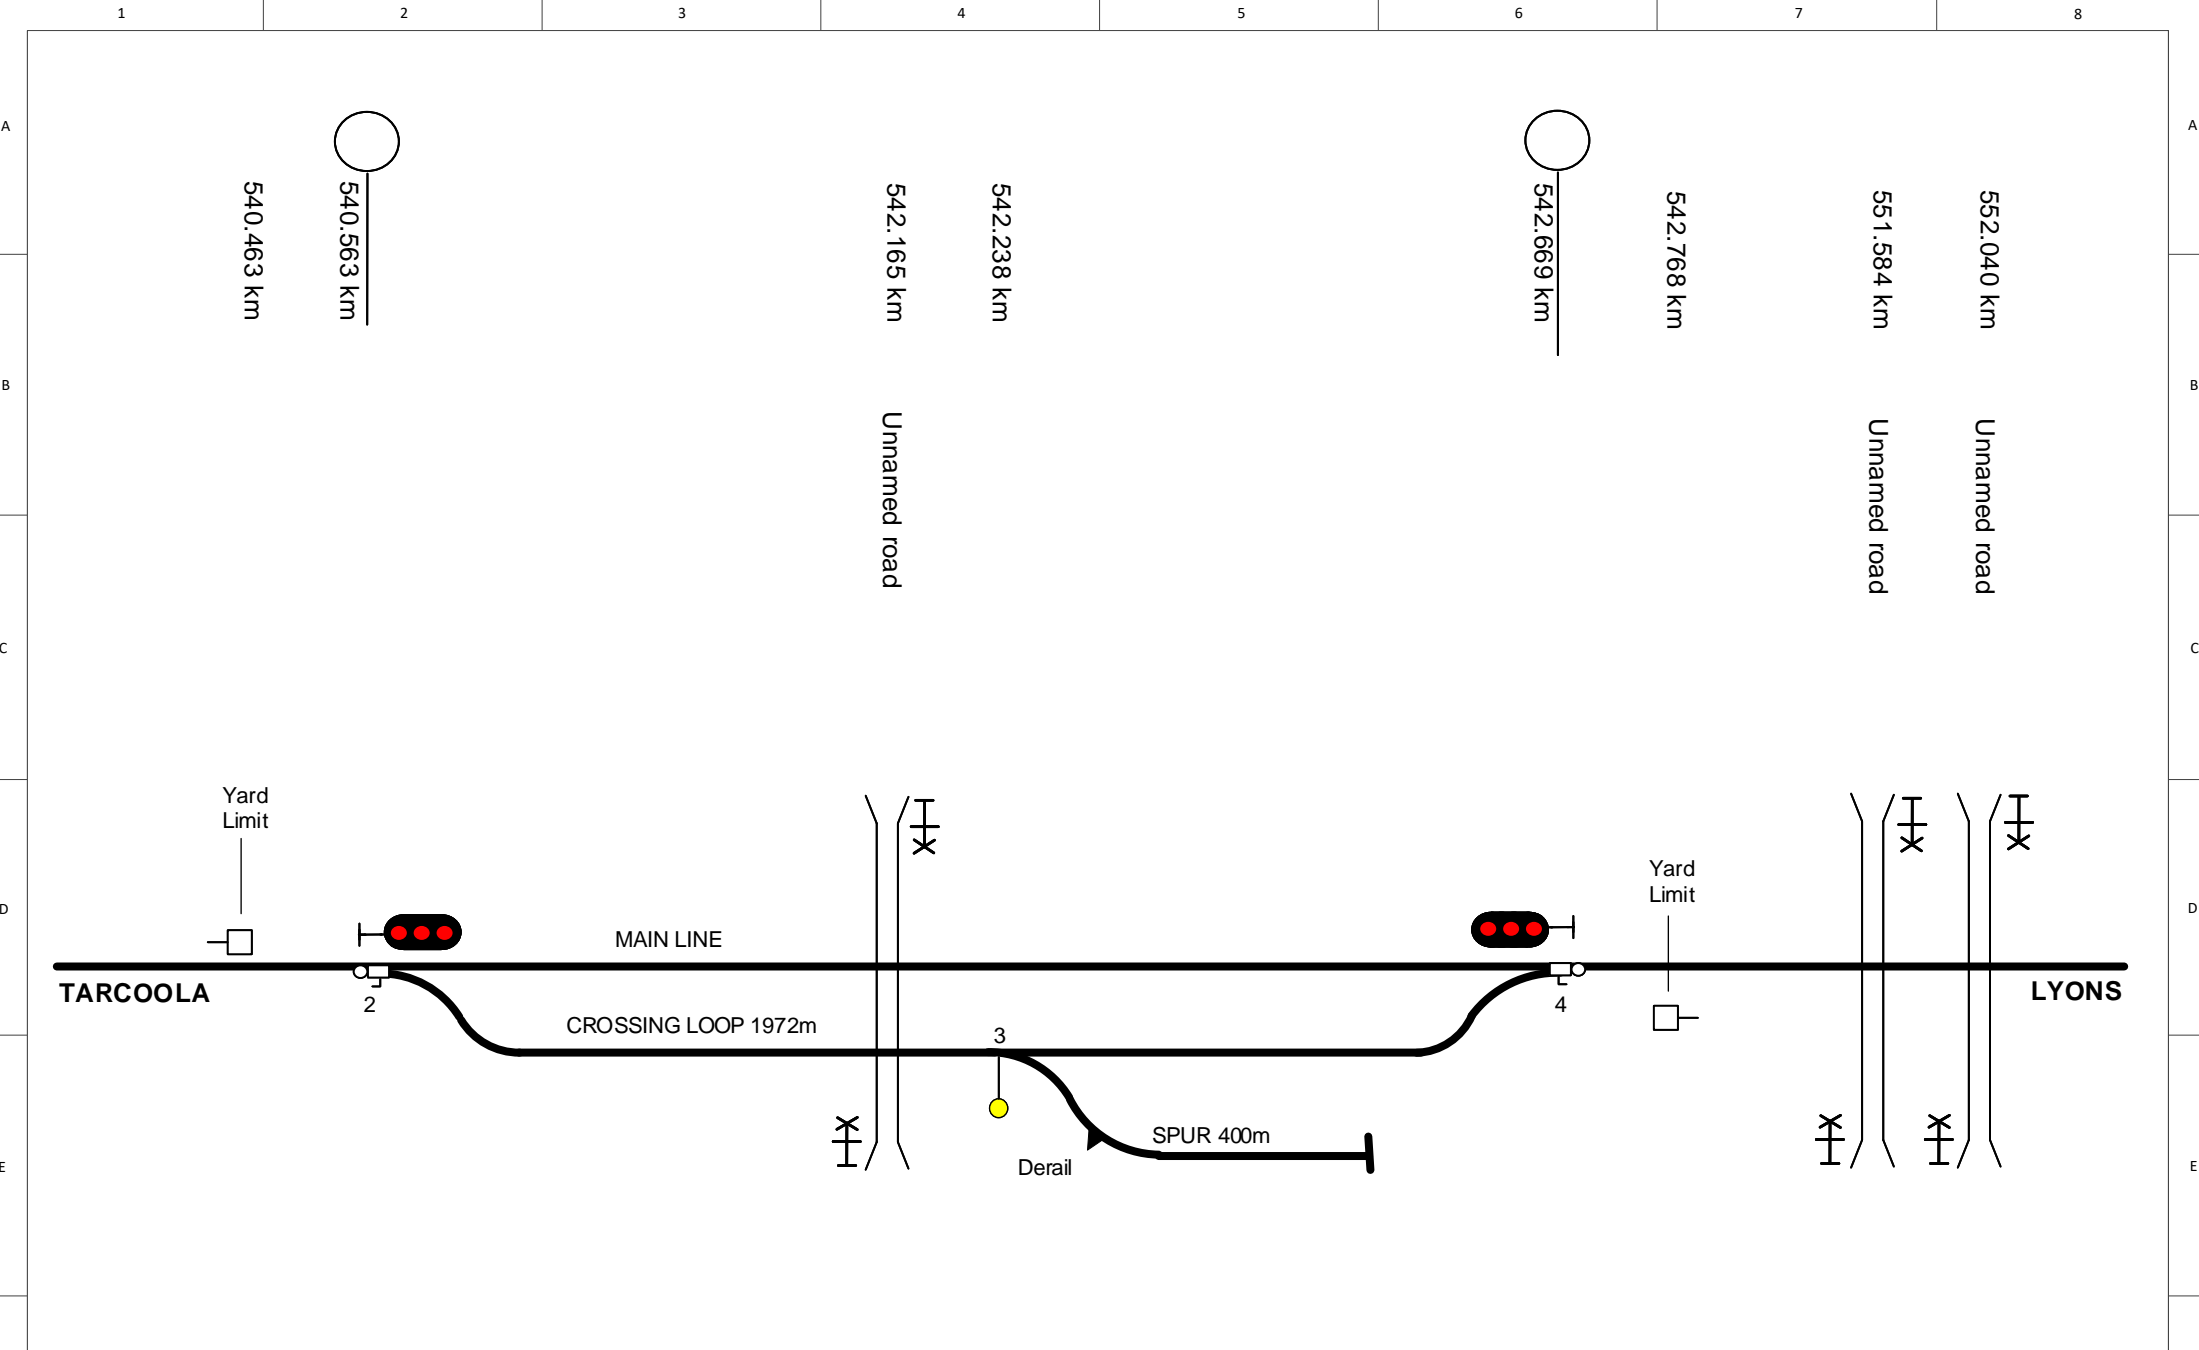 1 2 3 4 5 6 7 8
A A
540.463 km
540.563 km
542.165 km
542.238 km
542.669 km
542.768 km
551.584 km
552.040 km
B B
Unnamed road
Unnamed road
Unnamed road
C C
Yard
Limit
Yard
Limit
D D
MAIN LINE
TARCOOLA
LYONS
2
4
CROSSING LOOP 1972m
3
SPUR 400m
Derail
E E